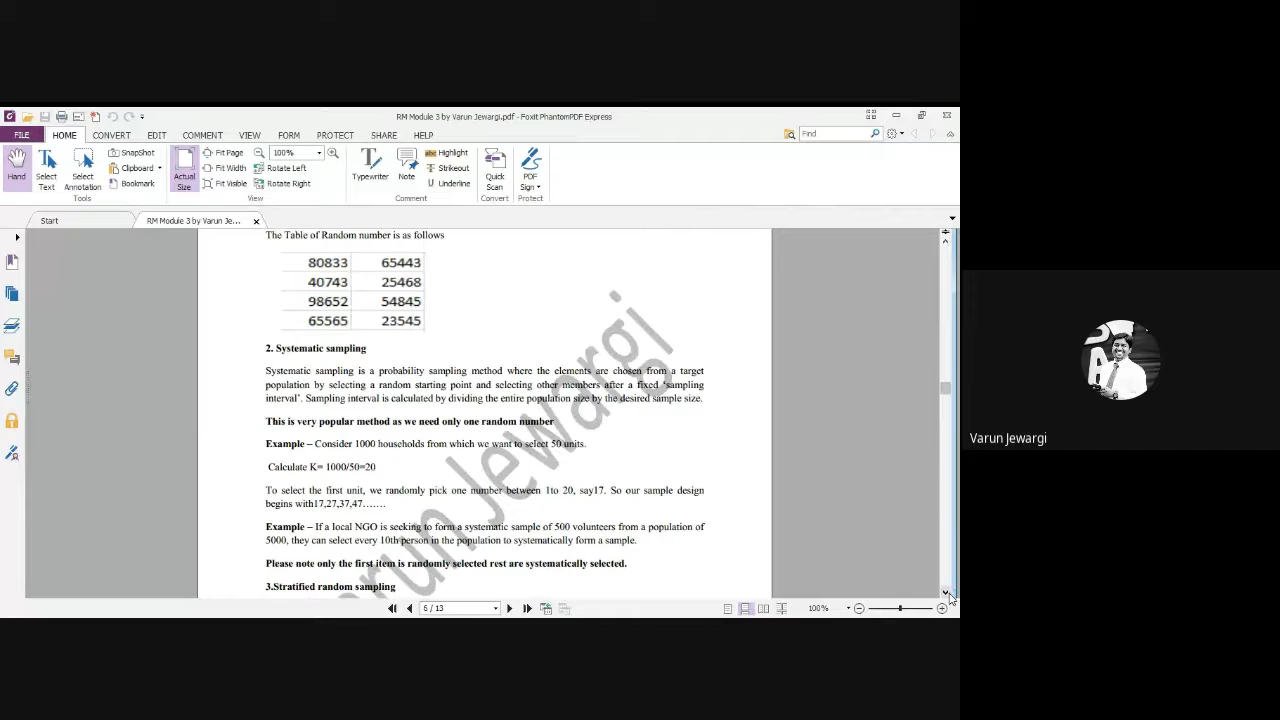 RM Module 3 by Varun Jewargi.pdf - Foxit PhantomPDF Express
FILE HOME CONVERT EDIT COMMENT VIEW FORM PROTECT SHARE HELP
Find
Hand
Select Text
Select Annotation
SnapShot
Clipboard
Bookmark
Tools
Actual Size
Fit Page
Fit Width
Fit Visible
100%
Rotate Left
Rotate Right
View
Typewriter
Note
Highlight
Strikeout
Underline
Comment
Quick Scan
Convert
PDF Sign
Protect
Start
RM Module 3 by Varun Je...
The Table of Random number is as follows
80833 65443
40743 25468
98652 54845
65565 23545
2. Systematic sampling
Systematic sampling is a probability sampling method where the elements are chosen from a target
population by selecting a random starting point and selecting other members after a fixed ‘sampling
interval’. Sampling interval is calculated by dividing the entire population size by the desired sample size.
This is very popular method as we need only one random number
Example – Consider 1000 households from which we want to select 50 units.
Calculate K= 1000/50=20
To select the first unit, we randomly pick one number between 1to 20, say17. So our sample design
begins with17,27,37,47…….
Example – If a local NGO is seeking to form a systematic sample of 500 volunteers from a population of
5000, they can select every 10th person in the population to systematically form a sample.
Please note only the first item is randomly selected rest are systematically selected.
3.Stratified random sampling
arun Jewargi
6 / 13
100%
Varun Jewargi